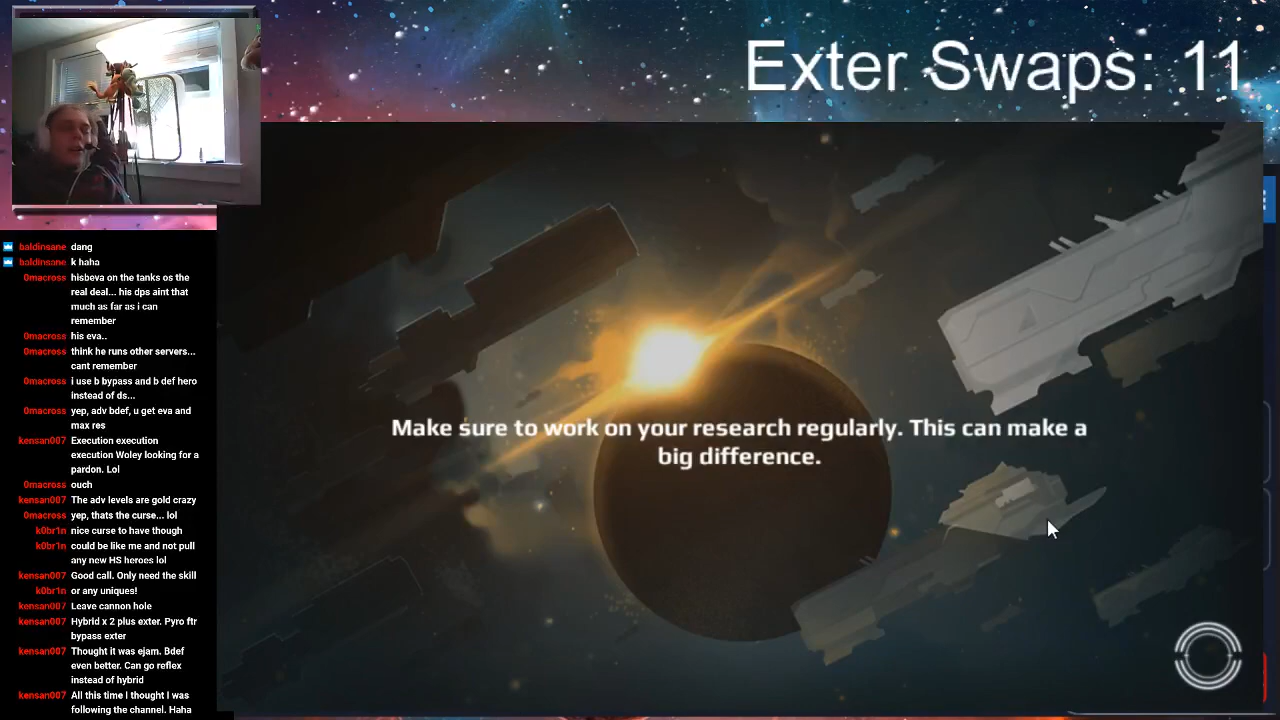 Exter Swaps: 11
baldinsane dang
baldinsane k haha
0macross hisbeva on the tanks os the
real deal... his dps aint that
much as far as i can
remember
0macross his eva..
0macross think he runs other servers...
cant remember
0macross i use b bypass and b def hero
instead of ds...
0macross yep, adv bdef, u get eva and
max res
kensan007 Execution execution
execution Woley looking for a
pardon. Lol
0macross ouch
kensan007 The adv levels are gold crazy
0macross yep, thats the curse... lol
k0br1n nice curse to have though
k0br1n could be like me and not pull
any new HS heroes lol
kensan007 Good call. Only need the skill
k0br1n or any uniques!
kensan007 Leave cannon hole
kensan007 Hybrid x 2 plus exter. Pyro ftr
bypass exter
kensan007 Thought it was ejam. Bdef
even better. Can go reflex
instead of hybrid
kensan007 All this time I thought I was
following the channel. Haha
Make sure to work on your research regularly. This can make a
big difference.